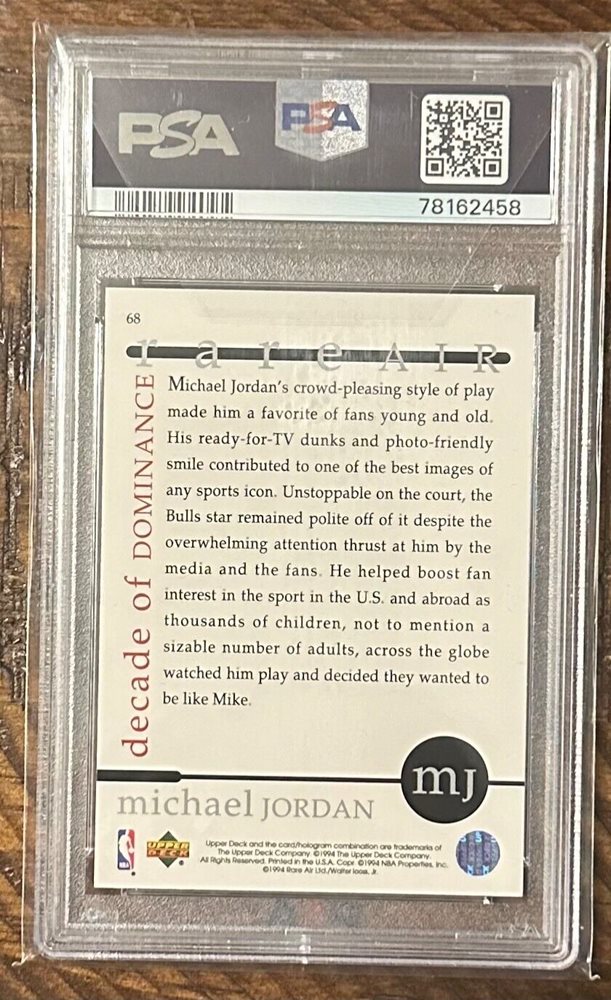 PSA
PSA
78162458
68
rare AIR
decade of DOMINANCE
Michael Jordan's crowd-pleasing style of play
made him a favorite of fans young and old.
His ready-for-TV dunks and photo-friendly
smile contributed to one of the best images of
any sports icon. Unstoppable on the court, the
Bulls star remained polite off of it despite the
overwhelming attention thrust at him by the
media and the fans. He helped boost fan
interest in the sport in the U.S. and abroad as
thousands of children, not to mention a
sizable number of adults, across the globe
watched him play and decided they wanted to
be like Mike.
mJ
michael JORDAN
NBA
UPPER
DECK
Upper Deck and the card/hologram combination are trademarks of
The Upper Deck Company. ©1994 The Upper Deck Company.
All Rights Reserved. Printed in the U.S.A. Copr. ©1994 NBA Properties, Inc.
©1994 Rare Air Ltd./Walter Iooss, Jr.